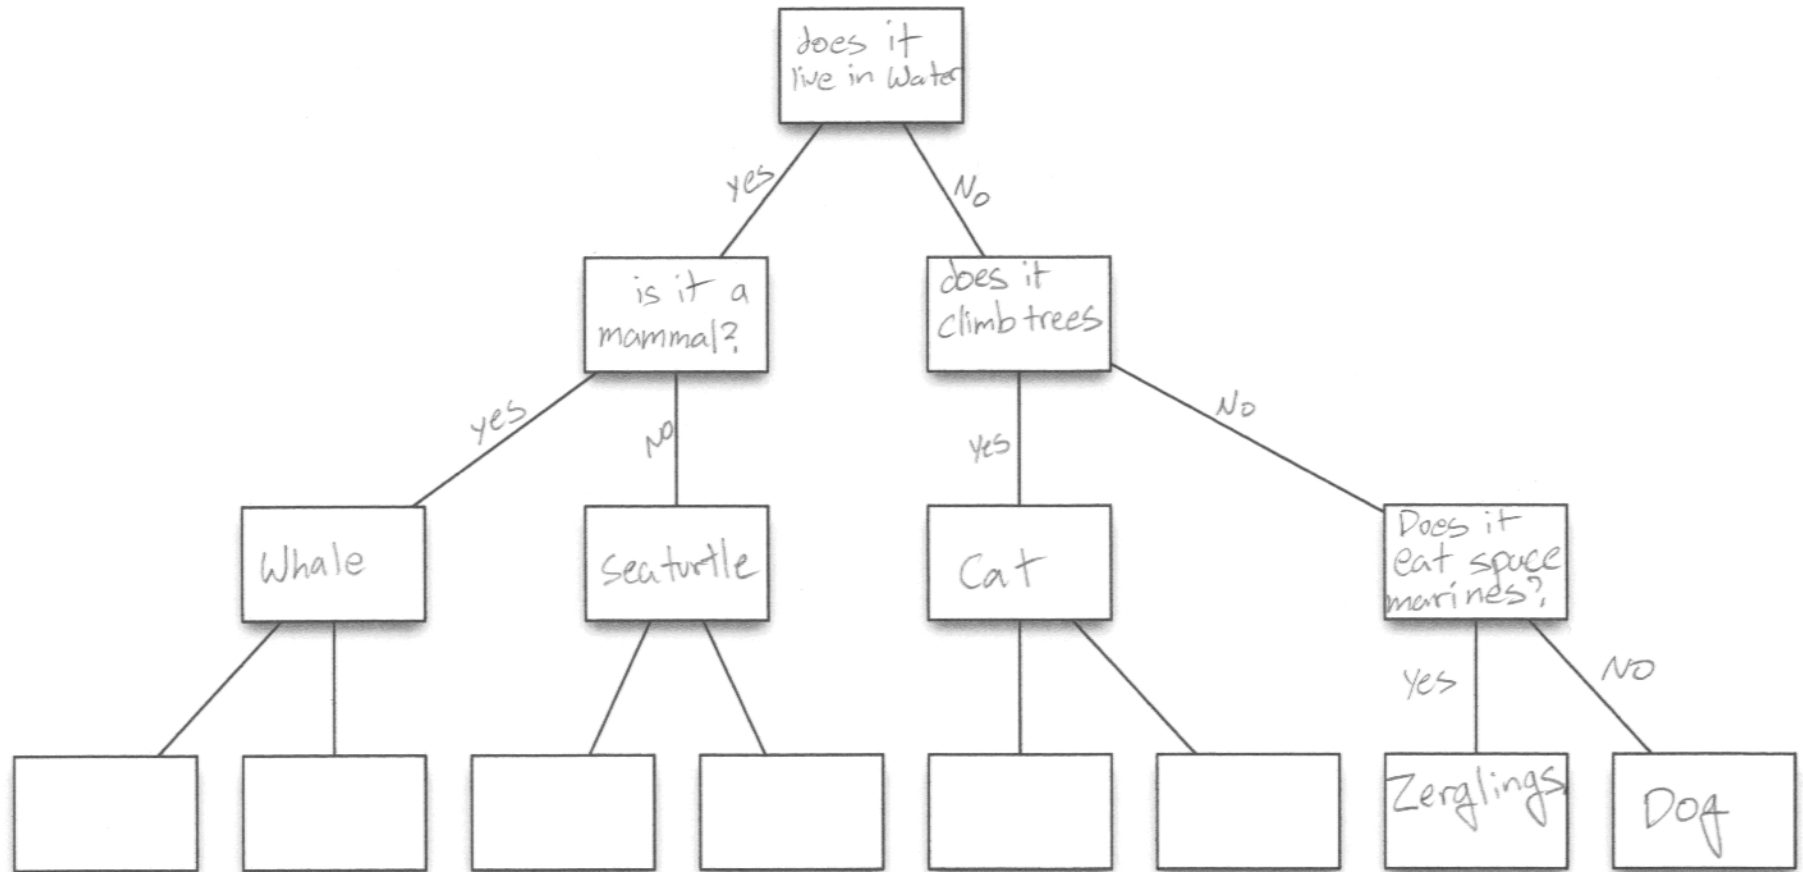 does it
live in Water
yes
No
is it a
mammal?
does it
climb trees
yes
No
yes
No
Whale
Seaturtle
Cat
Does it
eat space
marines?
yes
NO
Zerglings
Dog